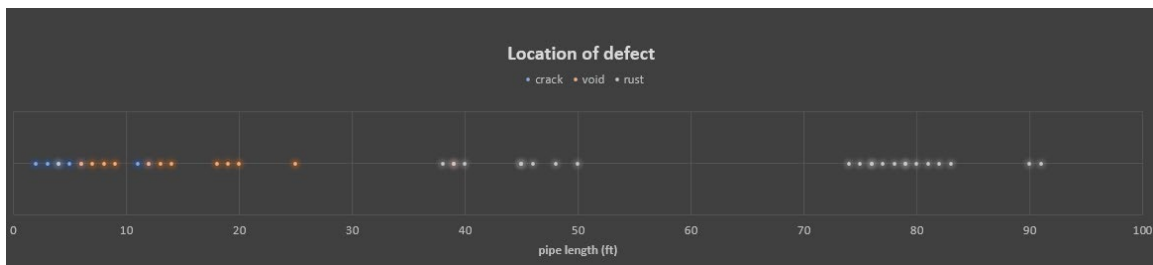 Location of defect
• crack • void • rust
0 10 20 30 40 50 60 70 80 90 100
pipe length (ft)